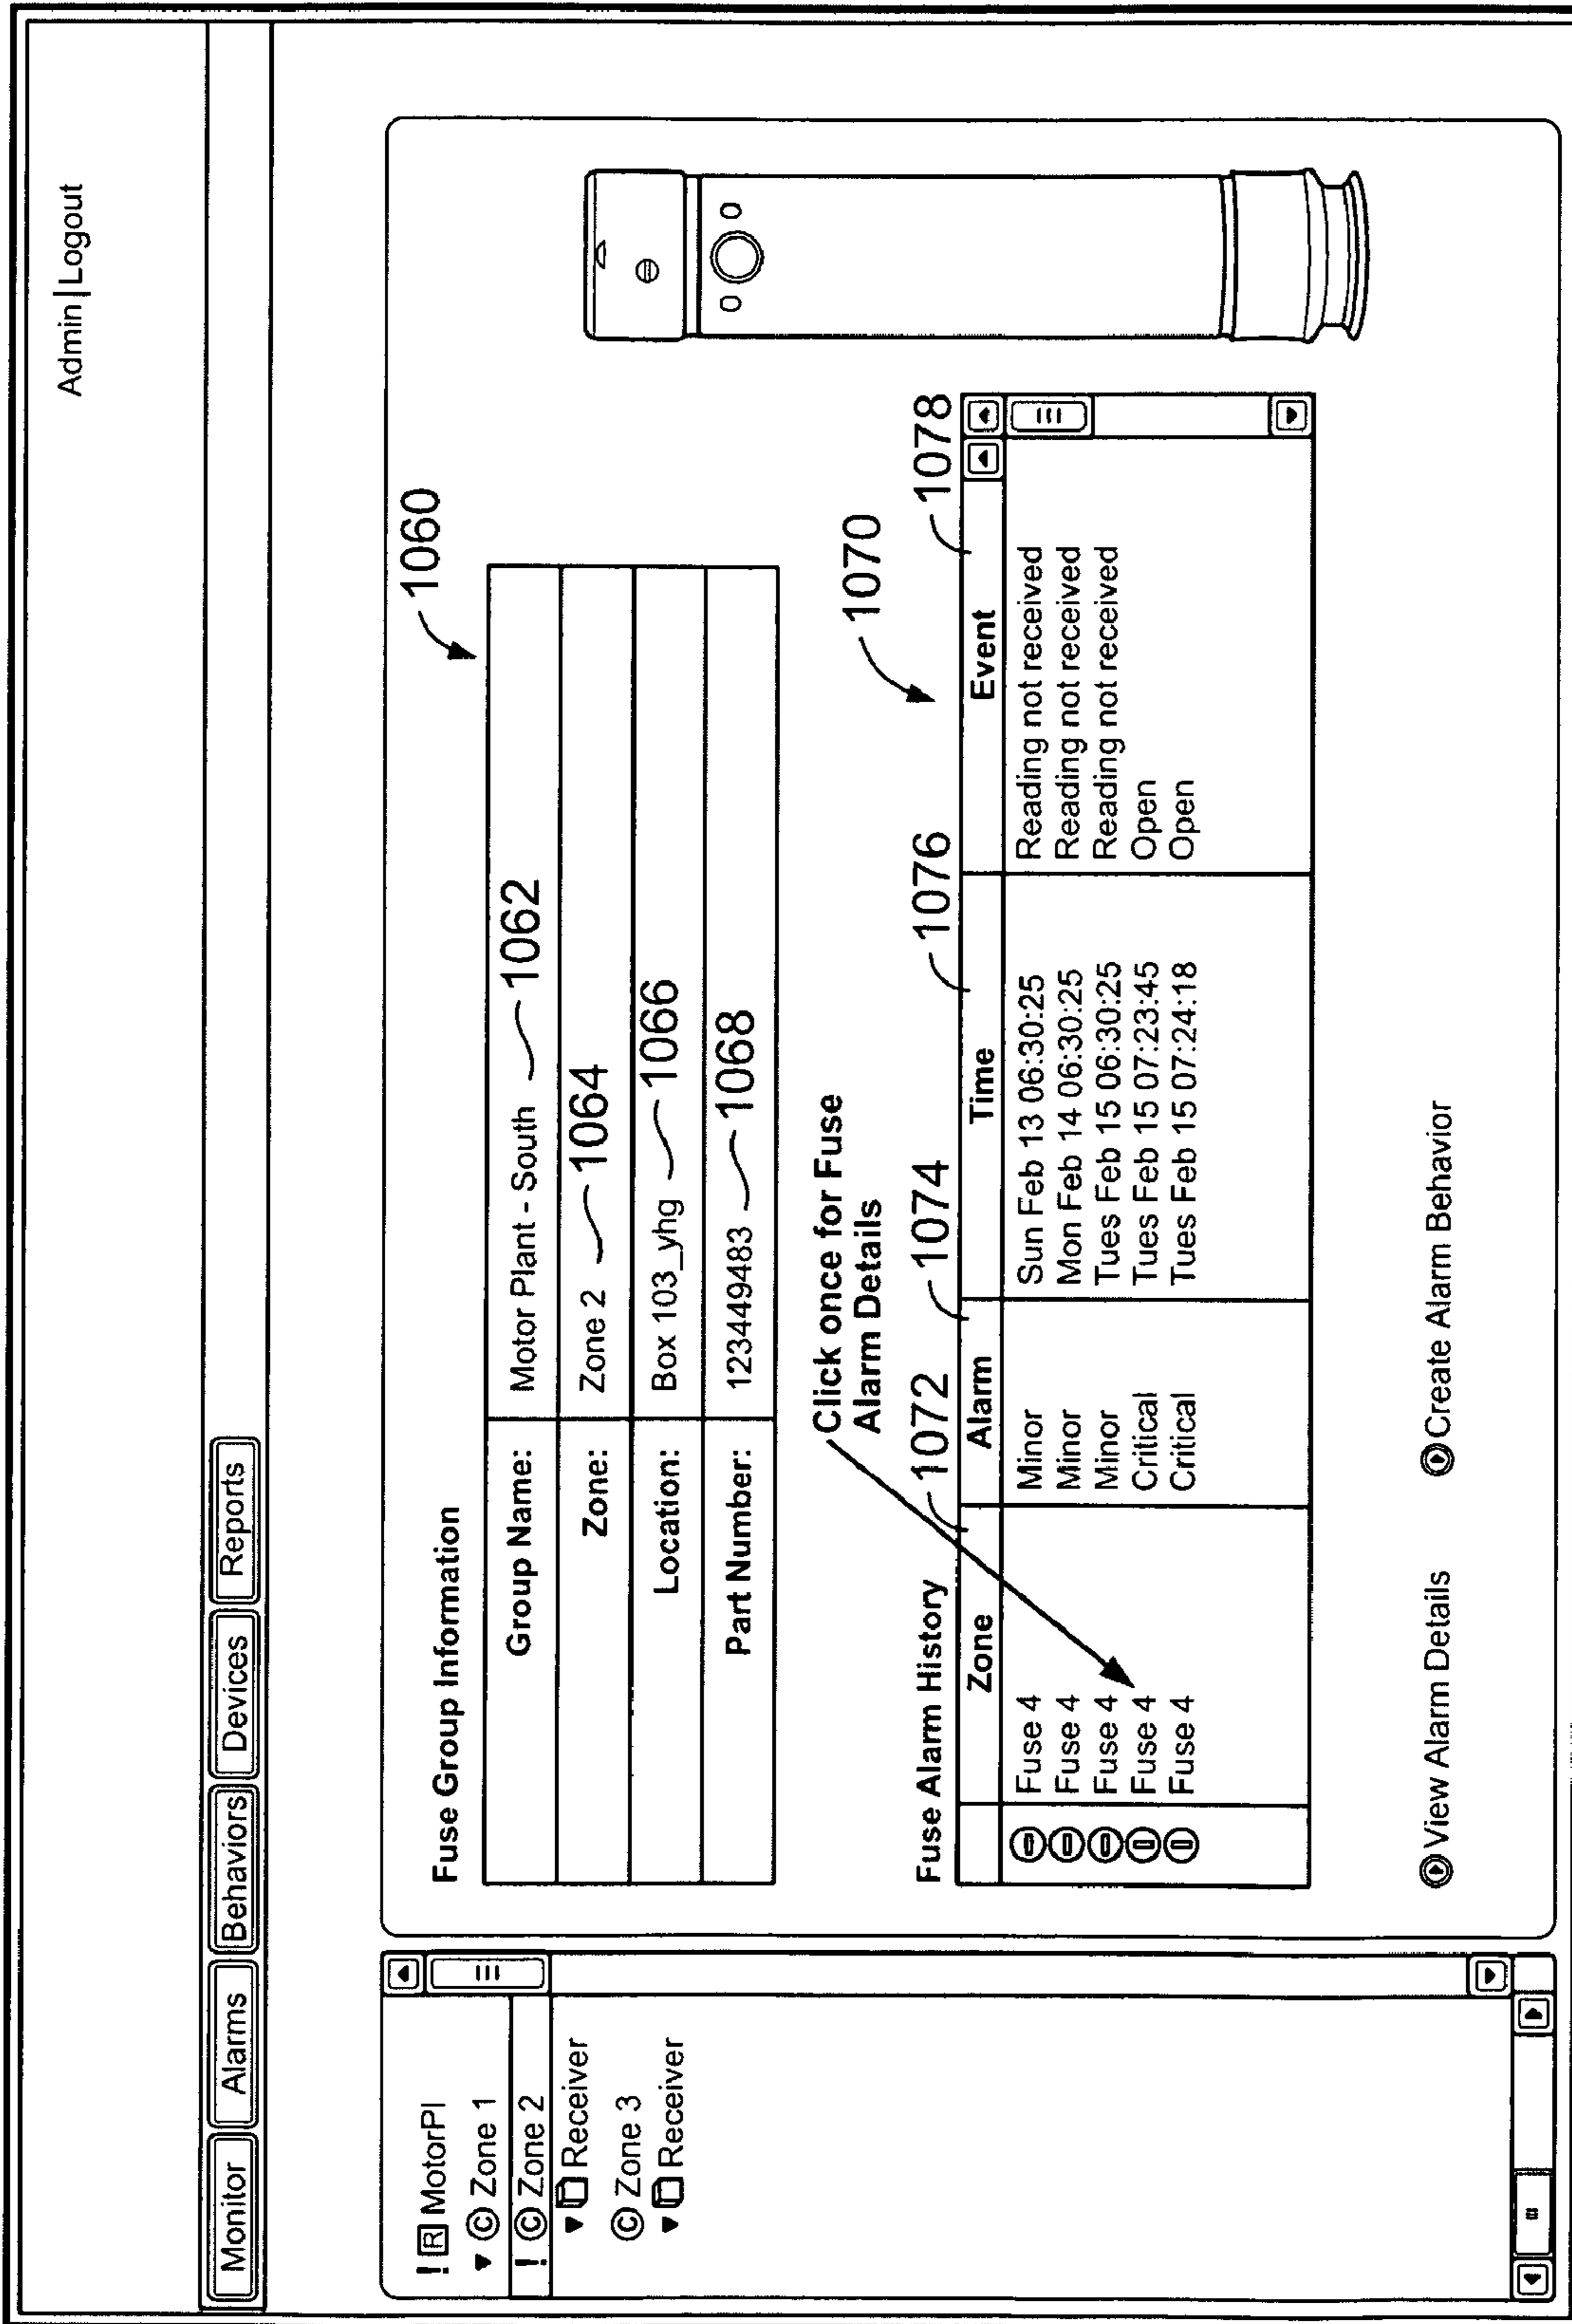 Admin|Logout
Monitor Alarms Behaviors Devices Reports
! R MotorPl
▼ © Zone 1
! © Zone 2
▼ Receiver
© Zone 3
▼ Receiver
Fuse Group Information
1060
Group Name: Motor Plant - South 1062
Zone: Zone 2 1064
Location: Box 103_yhg 1066
Part Number: 123449483 1068
Click once for Fuse
Alarm Details
1070
Fuse Alarm History 1072 1074 1076 1078
Zone Alarm Time Event
Fuse 4 Minor Sun Feb 13 06:30:25 Reading not received
Fuse 4 Minor Mon Feb 14 06:30:25 Reading not received
Fuse 4 Minor Tues Feb 15 06:30:25 Reading not received
Fuse 4 Critical Tues Feb 15 07:23:45 Open
Fuse 4 Critical Tues Feb 15 07:24:18 Open
View Alarm Details Create Alarm Behavior